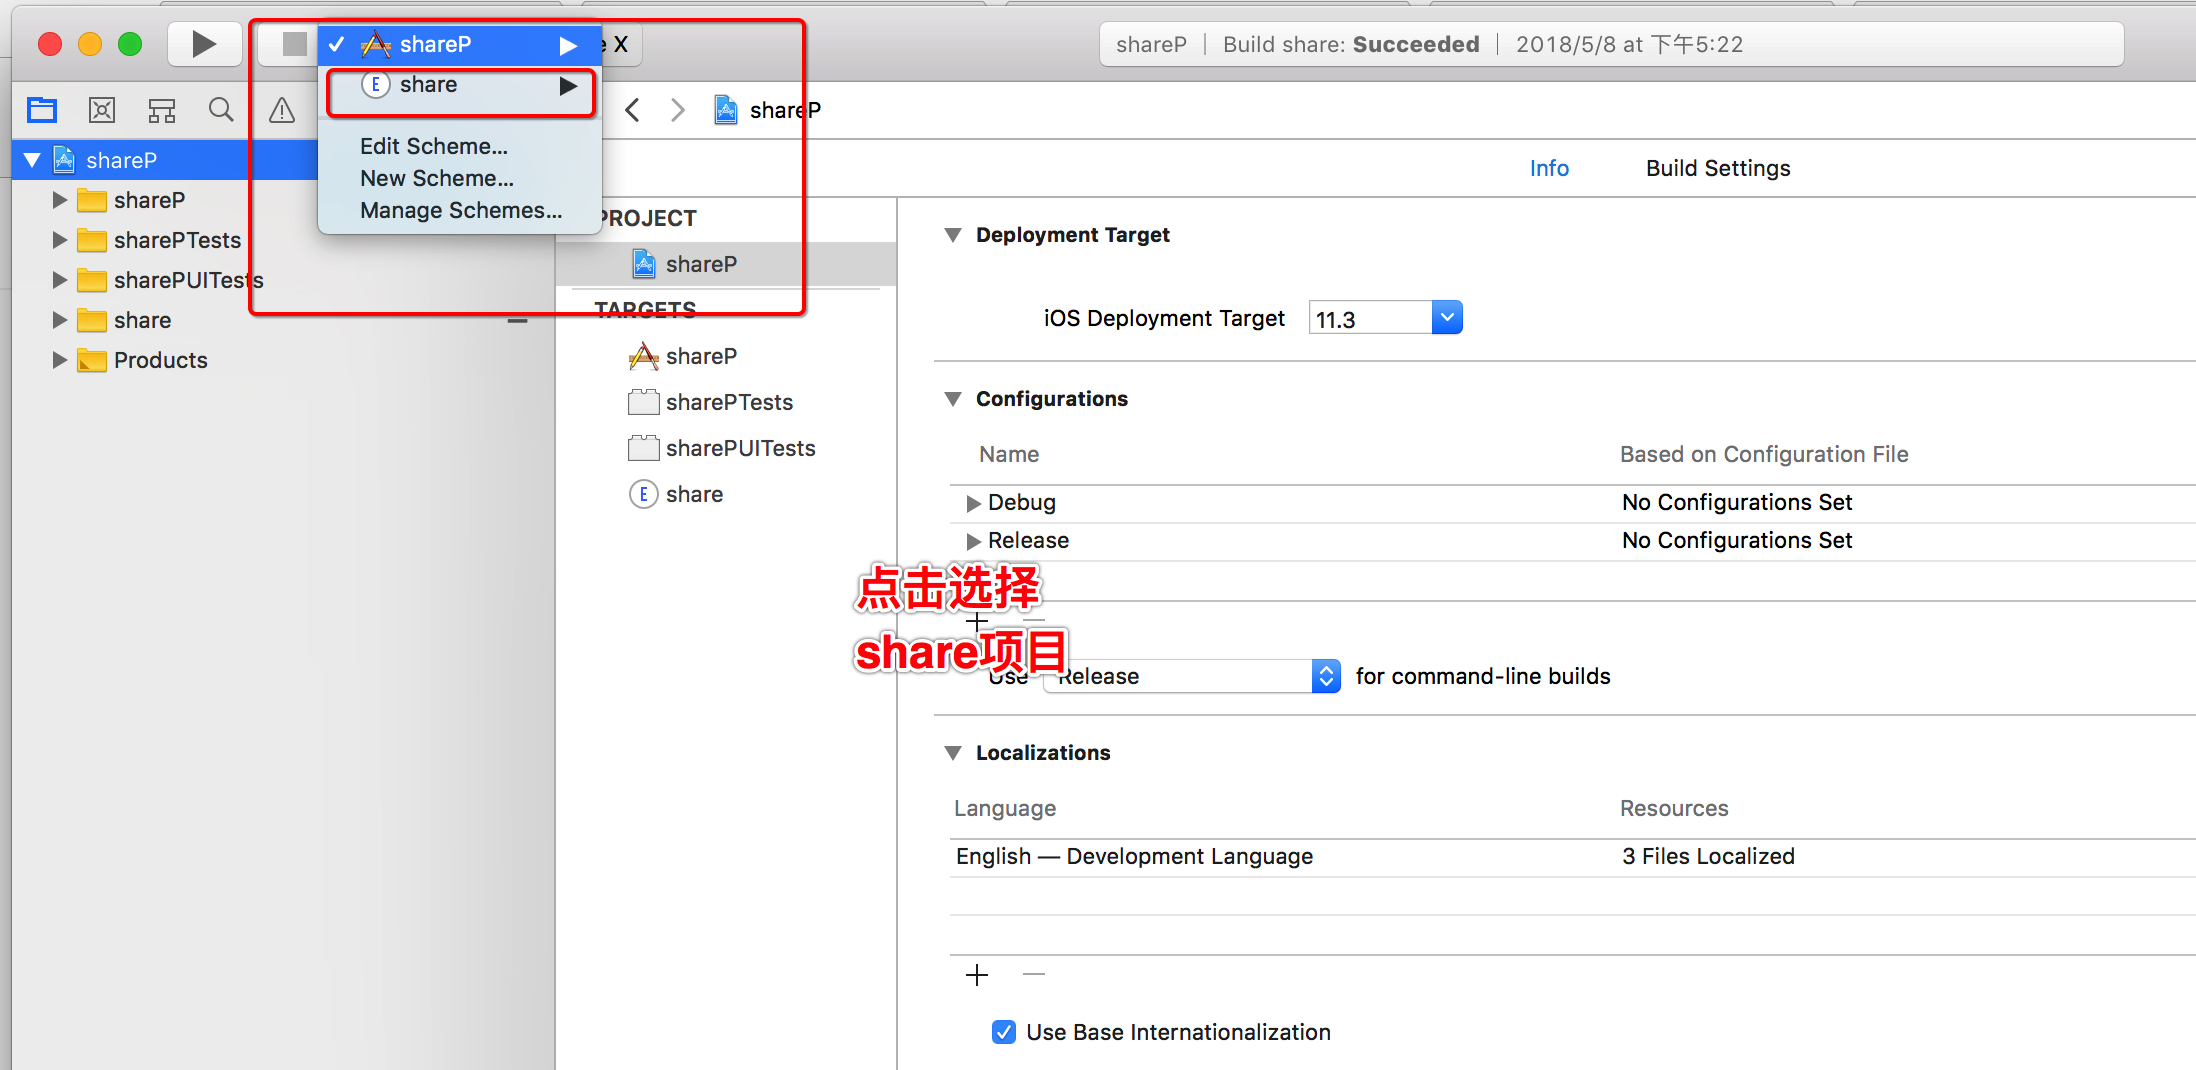 shareP
e X
shareP | Build share: Succeeded | 2018/5/8 at 下午5:22
E share
Edit Scheme...
New Scheme...
Manage Schemes...
shareP
Info
Build Settings
shareP
shareP
sharePTests
sharePUITests
share
Products
PROJECT
shareP
TARGETS
shareP
sharePTests
sharePUITests
E share
Deployment Target
iOS Deployment Target 11.3
Configurations
Name Based on Configuration File
Debug No Configurations Set
Release No Configurations Set
点击选择
share项目
Use Release for command-line builds
Localizations
Language Resources
English — Development Language 3 Files Localized
Use Base Internationalization